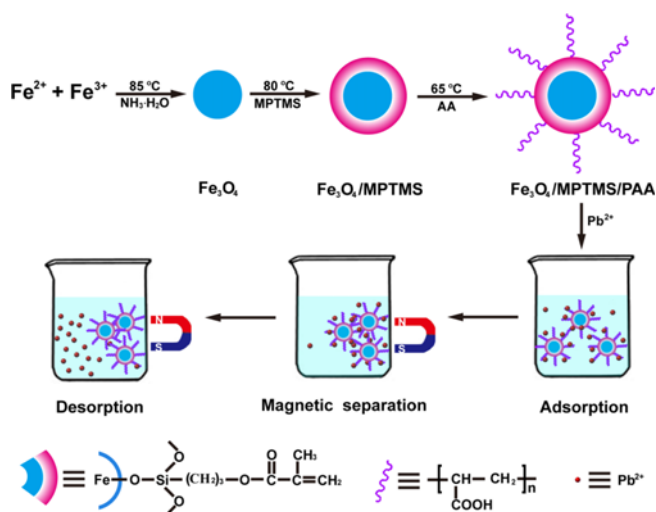 Fe²⁺ + Fe³⁺
85 °C
NH₃·H₂O
80 °C
MPTMS
65 °C
AA
Fe₃O₄
Fe₃O₄/MPTMS
Fe₃O₄/MPTMS/PAA
Pb²⁺
N
S
N
S
Desorption
Magnetic separation
Adsorption
Fe—O—Si—(CH₂)₃—O—C—C=CH₂
O
O
O
CH₃
[CH—CH₂]n
COOH
Pb²⁺